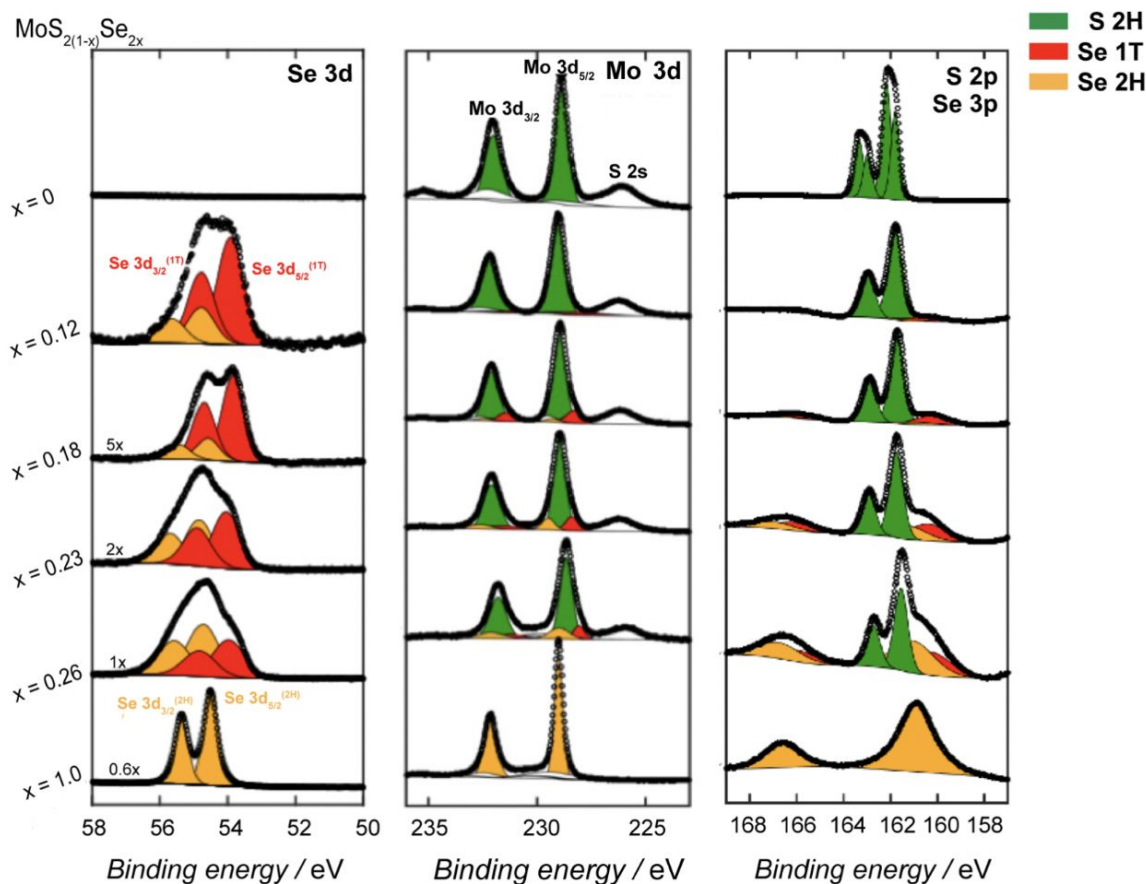 MoS2(1-x)Se2x
S 2H
Se 1T
Se 2H
Se 3d
Mo 3d
Mo 3d5/2
Mo 3d3/2
S 2s
S 2p
Se 3p
x = 0
Se 3d3/2(1T)
Se 3d5/2(1T)
x = 0.12
5x
x = 0.18
2x
x = 0.23
1x
x = 0.26
Se 3d3/2(2H)
Se 3d5/2(2H)
0.6x
x = 1.0
58 56 54 52 50
235 230 225
168 166 164 162 160 158
Binding energy / eV
Binding energy / eV
Binding energy / eV